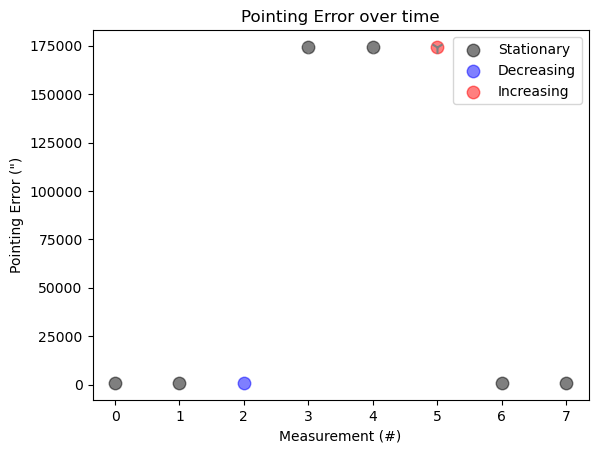 Pointing Error over time
175000
150000
125000
100000
75000
50000
25000
0
Pointing Error (")
Stationary
Decreasing
Increasing
0 1 2 3 4 5 6 7
Measurement (#)